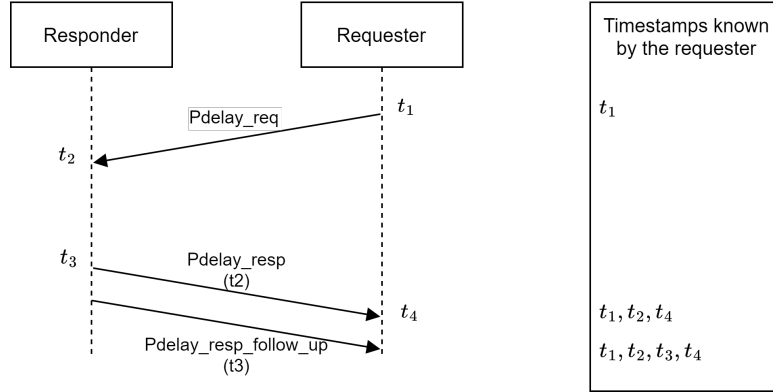 Responder
Requester
Timestamps known
by the requester
t₁
t₁
Pdelay_req
t₂
t₃
Pdelay_resp
(t2)
t₄
t₁, t₂, t₄
Pdelay_resp_follow_up
(t3)
t₁, t₂, t₃, t₄